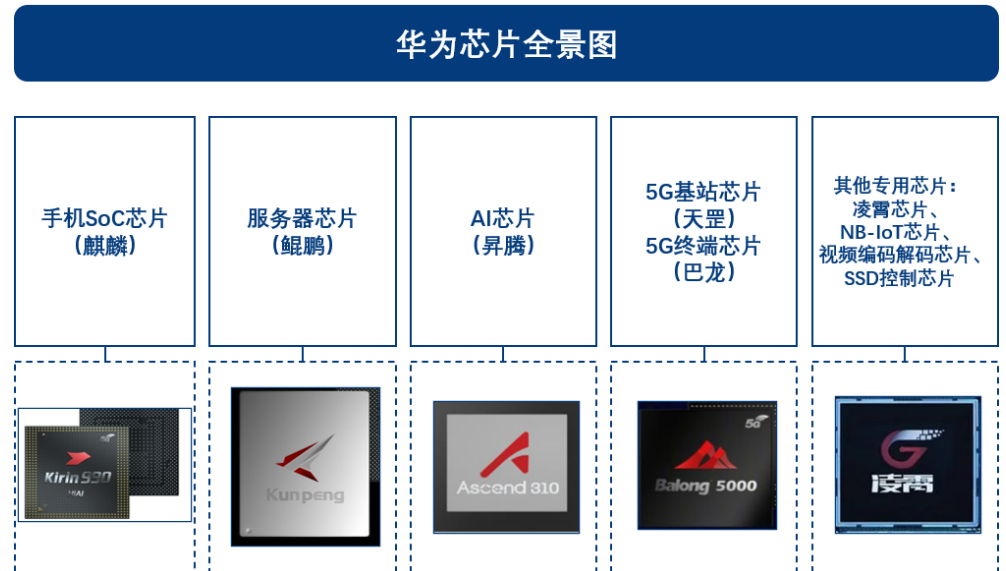 华为芯片全景图
手机SoC芯片
（麒麟）
服务器芯片
（鲲鹏）
AI芯片
（昇腾）
5G基站芯片
（天罡）
5G终端芯片
（巴龙）
其他专用芯片：
凌霄芯片、
NB-IoT芯片、
视频编码解码芯片、
SSD控制芯片
5G
Kirin 990
HiAI
Kunpeng
Ascend 310
5G
Balong 5000
凌霄